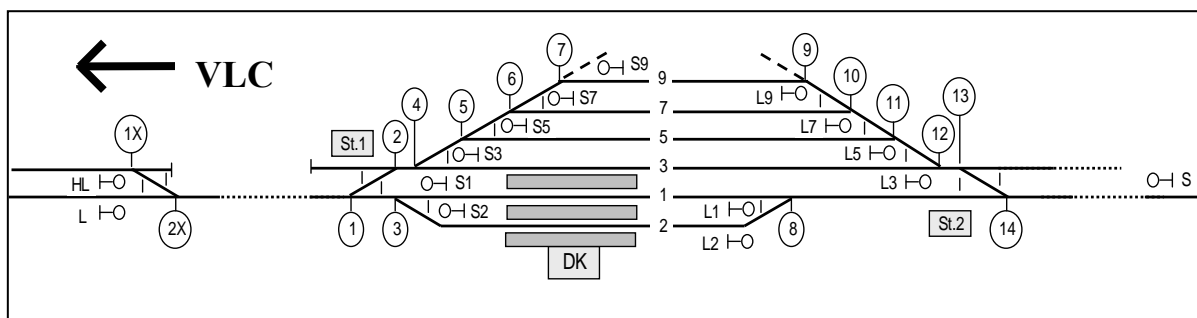 7 9
S9
6 9 10
VLC S7 L9
4 5 7 11 13
1X St.1 2 S5 L7 12
S3 5 L5
3
HL S1 L3 S
L 1
S2 L1
2 St.2
2X 1 3 L2 8 14
DK